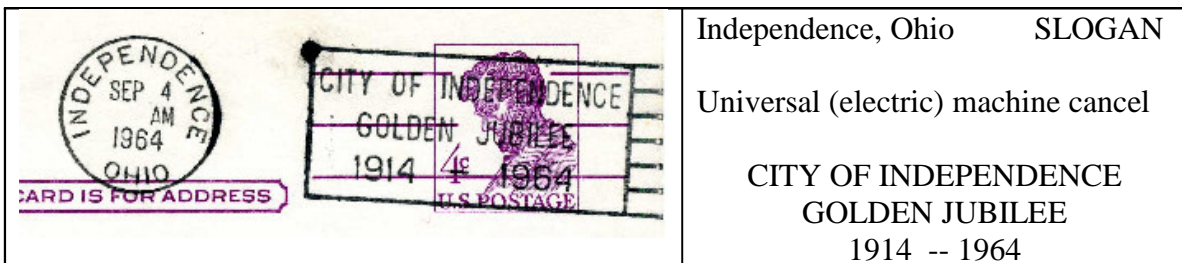 INDEPENDENCE
SEP 4
AM
1964
OHIO
CARD IS FOR ADDRESS
CITY OF INDEPENDENCE
GOLDEN JUBILEE
1914 - 1964
4¢
U.S. POSTAGE
Independence, Ohio SLOGAN
Universal (electric) machine cancel
CITY OF INDEPENDENCE
GOLDEN JUBILEE
1914 -- 1964